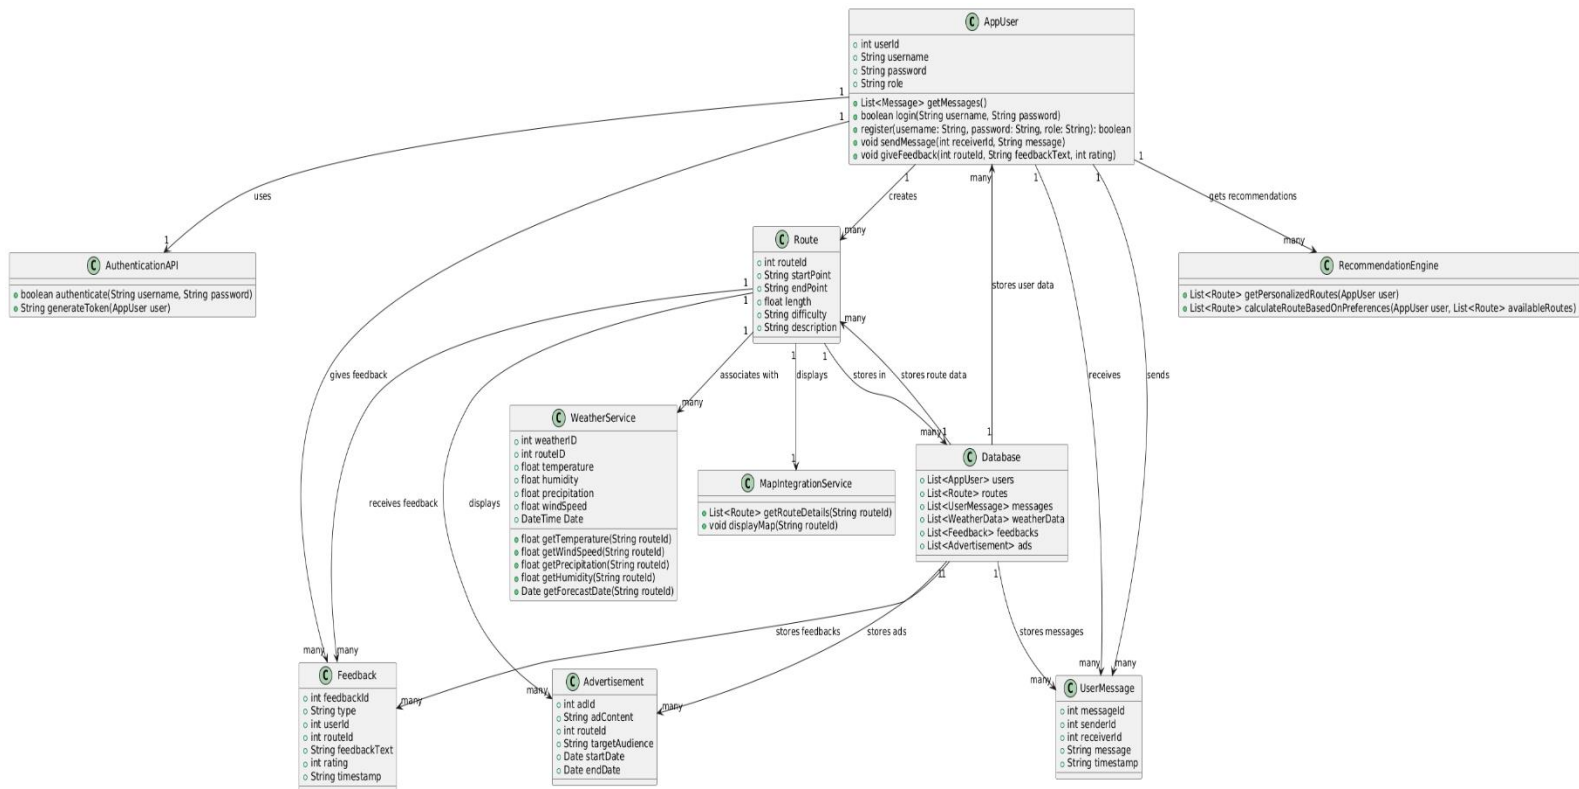 C AppUser
int userId
String username
String password
String role
List<Message> getMessages()
boolean login(String username, String password)
register(username: String, password: String, role: String): boolean
void sendMessage(int receiverId, String message)
void giveFeedback(int routeId, String feedbackText, int rating)
1
1
1
many
1
1
1
uses
creates
gets recommendations
1
many
many
C AuthenticationAPI
boolean authenticate(String username, String password)
String generateToken(AppUser user)
C Route
int routeId
String startPoint
String endPoint
float length
String difficulty
String description
C RecommendationEngine
List<Route> getPersonalizedRoutes(AppUser user)
List<Route> calculateRouteBasedOnPreferences(AppUser user, List<Route> availableRoutes)
stores user data
1
1
1
1
1
many
gives feedback
associates with
displays
stores in
stores route data
receives
sends
many
1
many
1
1
C WeatherService
int weatherID
int routeID
float temperature
float humidity
float precipitation
float windSpeed
DateTime Date
float getTemperature(String routeId)
float getWindSpeed(String routeId)
float getPrecipitation(String routeId)
float getHumidity(String routeId)
Date getForecastDate(String routeId)
C MapIntegrationService
List<Route> getRouteDetails(String routeId)
void displayMap(String routeId)
C Database
List<AppUser> users
List<Route> routes
List<UserMessage> messages
List<WeatherData> weatherData
List<Feedback> feedbacks
List<Advertisement> ads
receives feedback
displays
1
1
1
stores feedbacks
stores ads
stores messages
many
many
many
many
many
many
many
many
C Feedback
int feedbackId
String type
int userId
int routeId
String feedbackText
int rating
String timestamp
C Advertisement
int adId
String adContent
int routeId
String targetAudience
Date startDate
Date endDate
C UserMessage
int messageId
int senderId
int receiverId
String message
String timestamp